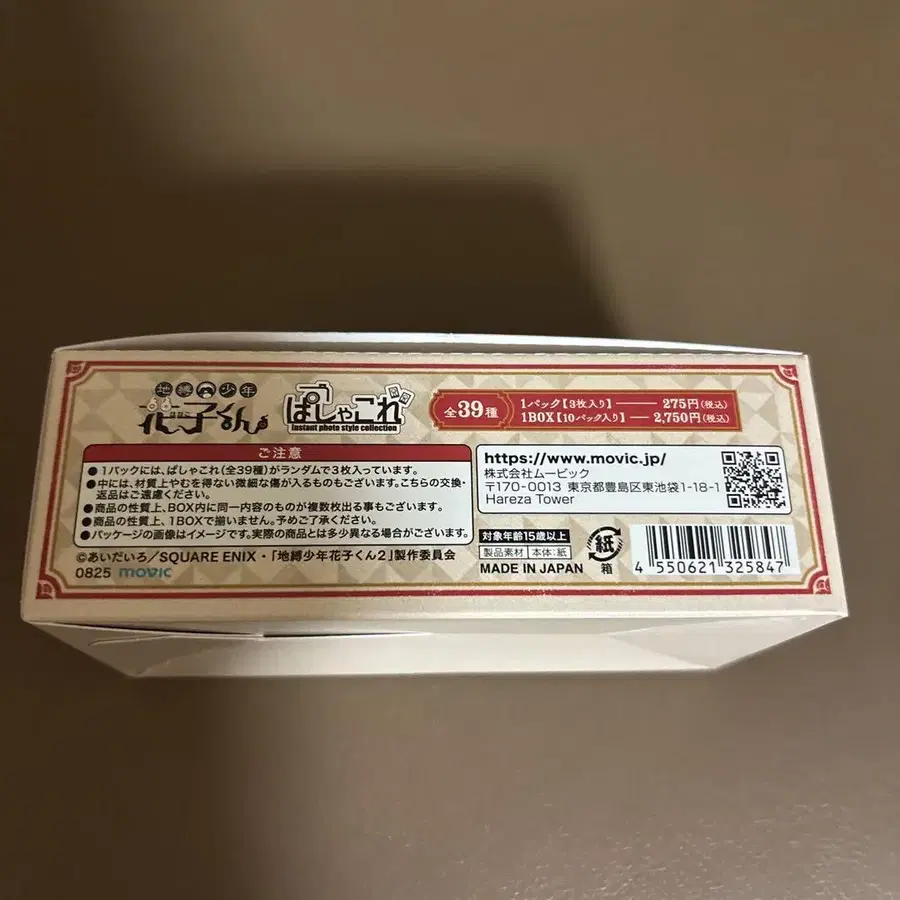 地縛少年
花子くん2
ぱしゃこれ
Instant photo style collection
全39種
1パック【3枚入り】 — 275円(税込)
1BOX【10パック入り】 — 2,750円(税込)
ご注意
●1パックには、ぱしゃこれ(全39種)がランダムで3枚入っています。
●中には、材質上やむを得ない微細な傷が入るものもございます。こちらの交換・
返品はご遠慮ください。
●商品の性質上、BOX内に同一内容のものが複数枚出る事もございます。
●商品の性質上、1BOXで揃いません。予めご了承ください。
●パッケージの画像はイメージです。実際の商品とは多少異なる場合がございます。
©あいだいろ/SQUARE ENIX・「地縛少年花子くん2」製作委員会
0825 movic
https://www.movic.jp/
株式会社ムービック
〒170-0013 東京都豊島区東池袋1-18-1
Hareza Tower
対象年齢15歳以上
製品素材 本体:紙
MADE IN JAPAN
紙
箱
4 550621 325847